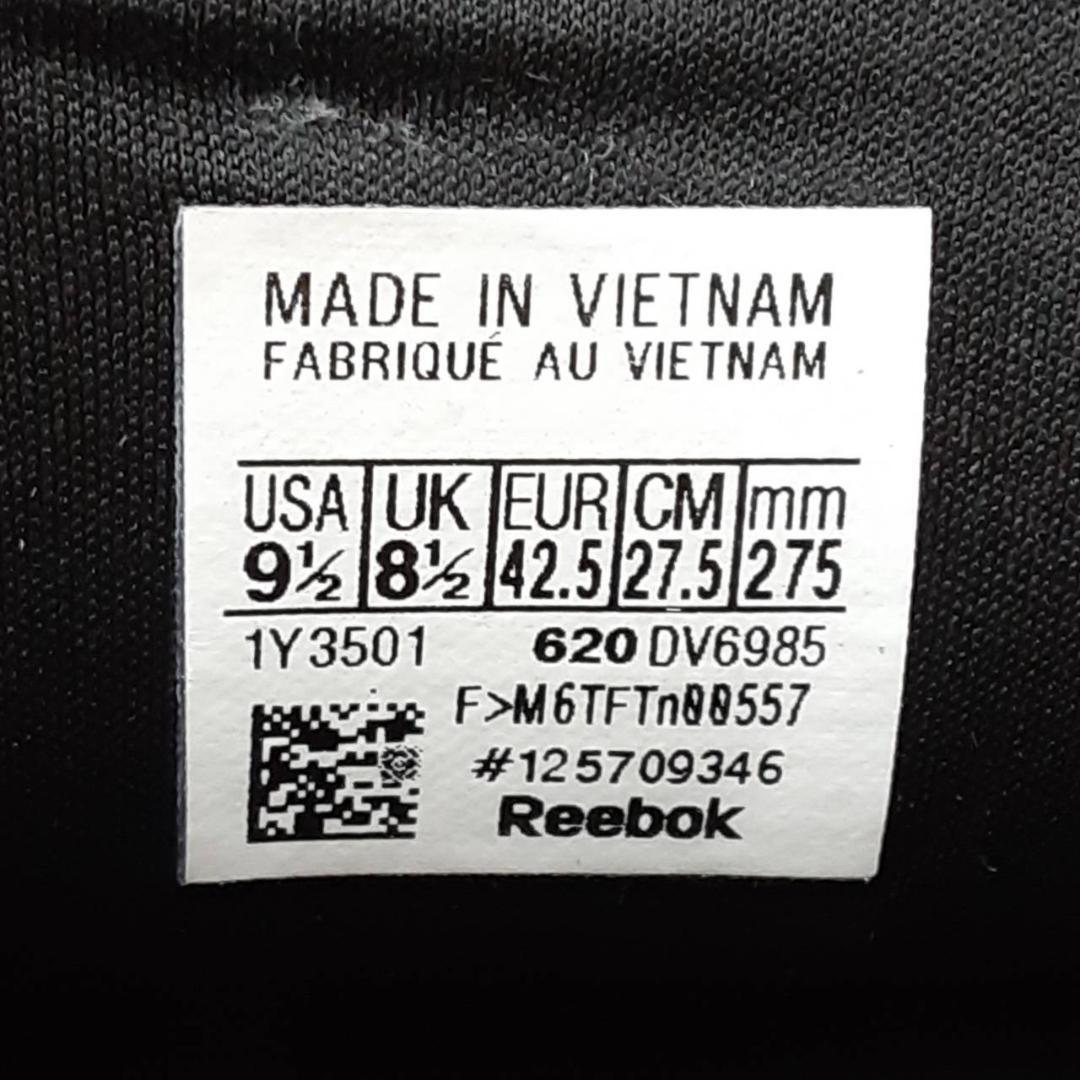 MADE IN VIETNAM
FABRIQUÉ AU VIETNAM
USA UK EUR CM mm
9½ 8½ 42.5 27.5 275
1Y3501 620 DV6985
F>M6TFTn00557
#125709346
Reebok